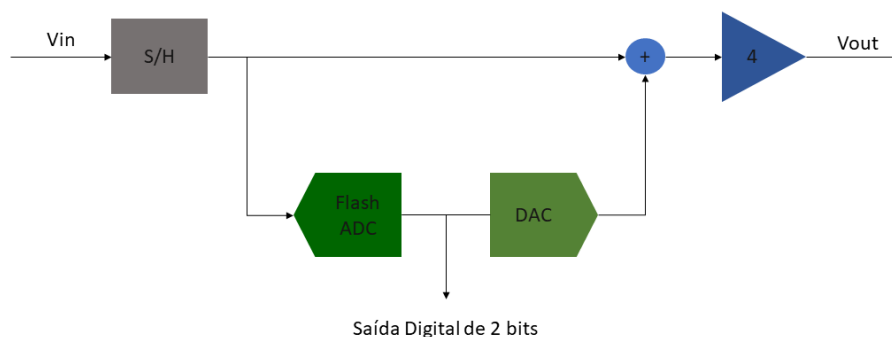 Vin
S/H
+
4
Vout
Flash
ADC
DAC
Saída Digital de 2 bits